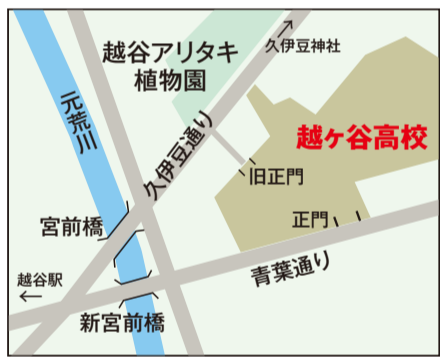 久伊豆神社
越谷アリタキ
植物園
元荒川
久伊豆通り
越ヶ谷高校
旧正門
宮前橋
正門
越谷駅
青葉通り
新宮前橋